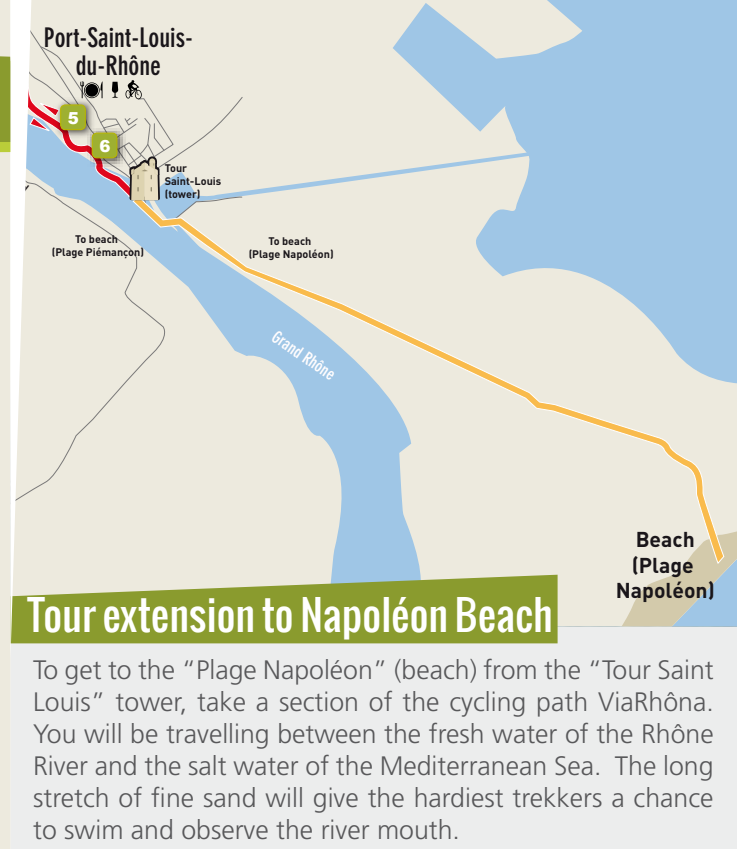 Port-Saint-Louis-
du-Rhône
5
6
Tour
Saint-Louis
(tower)
To beach
(Plage Piémançon)
To beach
(Plage Napoléon)
Grand Rhône
Beach
(Plage
Napoléon)
Tour extension to Napoléon Beach
To get to the “Plage Napoléon” (beach) from the “Tour Saint
Louis” tower, take a section of the cycling path ViaRhôna.
You will be travelling between the fresh water of the Rhône
River and the salt water of the Mediterranean Sea.  The long
stretch of fine sand will give the hardiest trekkers a chance
to swim and observe the river mouth.